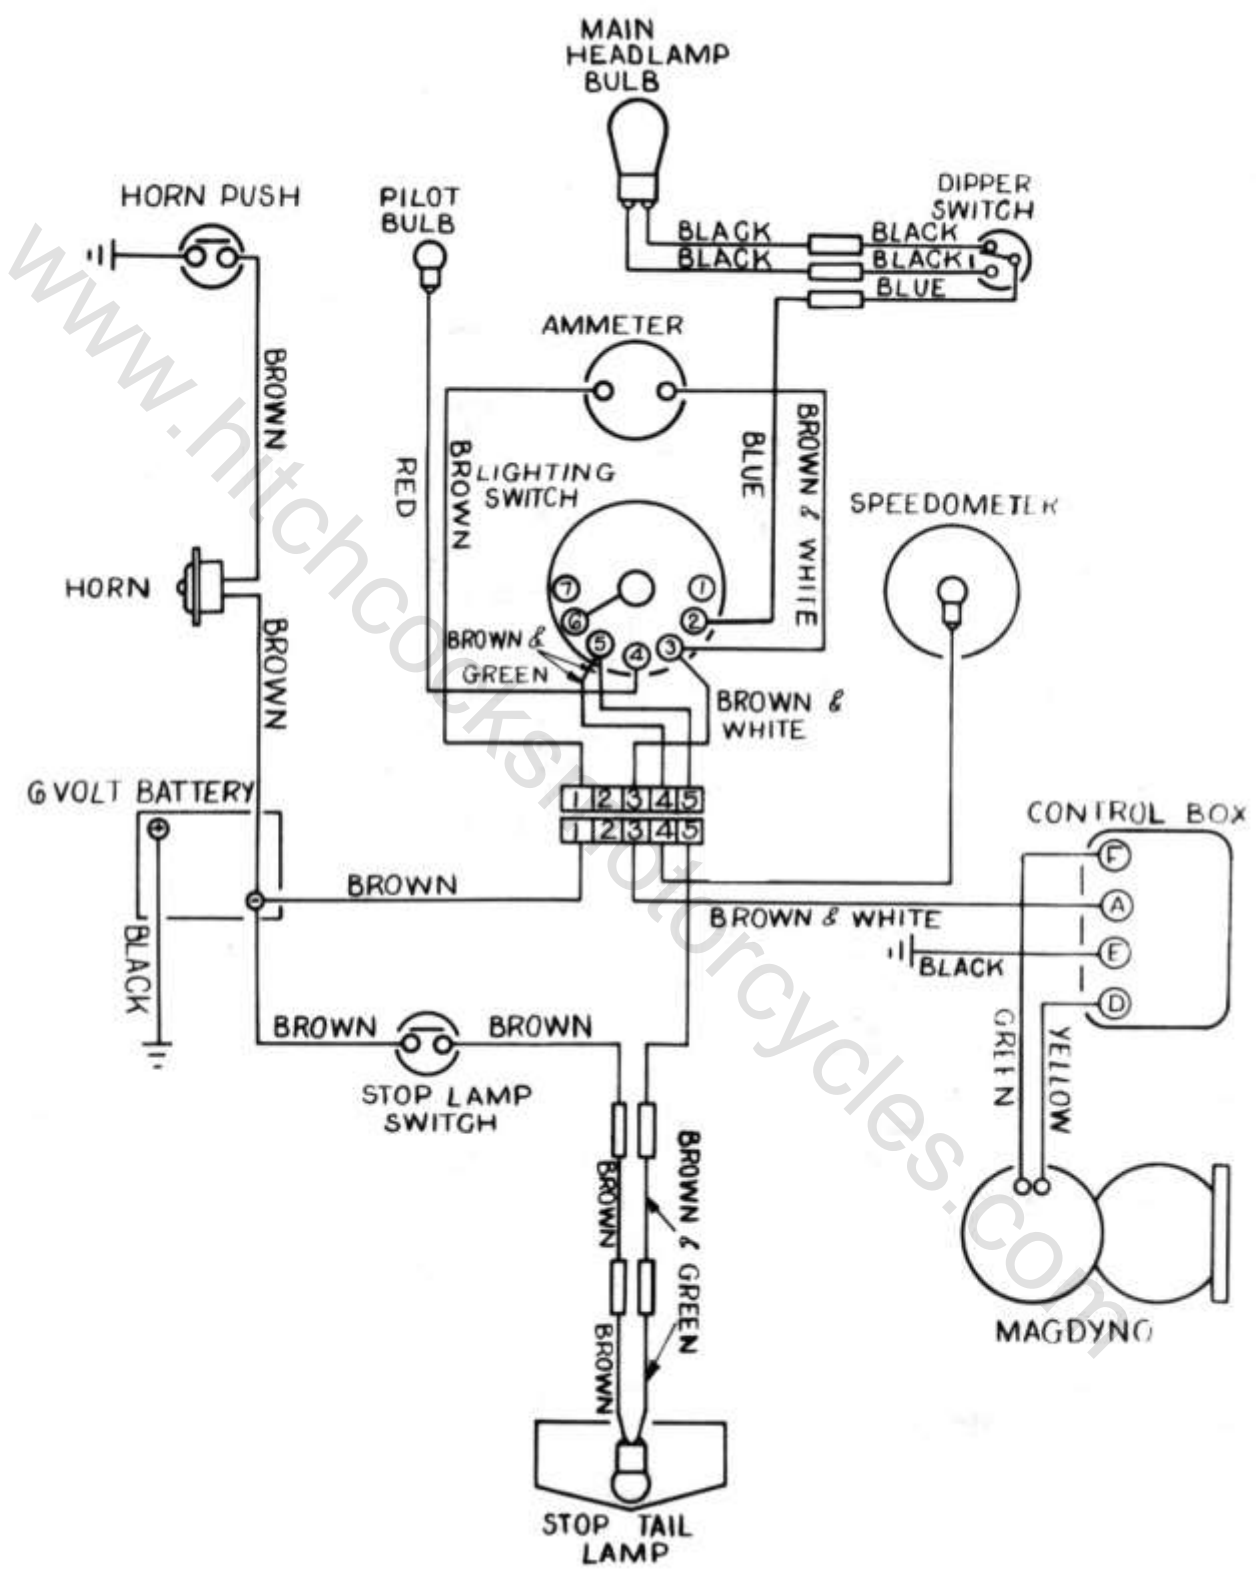 MAIN
HEADLAMP
BULB
HORN PUSH
PILOT
BULB
DIPPER
SWITCH
BLACK
BLACK
BLACK
BLACK
BLUE
AMMETER
BROWN
RED
BROWN
LIGHTING
SWITCH
BLUE
BROWN & WHITE
SPEEDOMETER
HORN
7
6
5
4
3
2
1
BROWN &
GREEN
BROWN
BROWN &
WHITE
6 VOLT BATTERY
1 2 3 4 5
1 2 3 4 5
CONTROL BOX
F
A
E
D
BROWN
BROWN & WHITE
BLACK
BLACK
BROWN
BROWN
STOP LAMP
SWITCH
GREEN
YELLOW
BROWN
BROWN & GREEN
BROWN
MAGDYNO
STOP TAIL
LAMP
www.hitchcocksmotorcycles.com